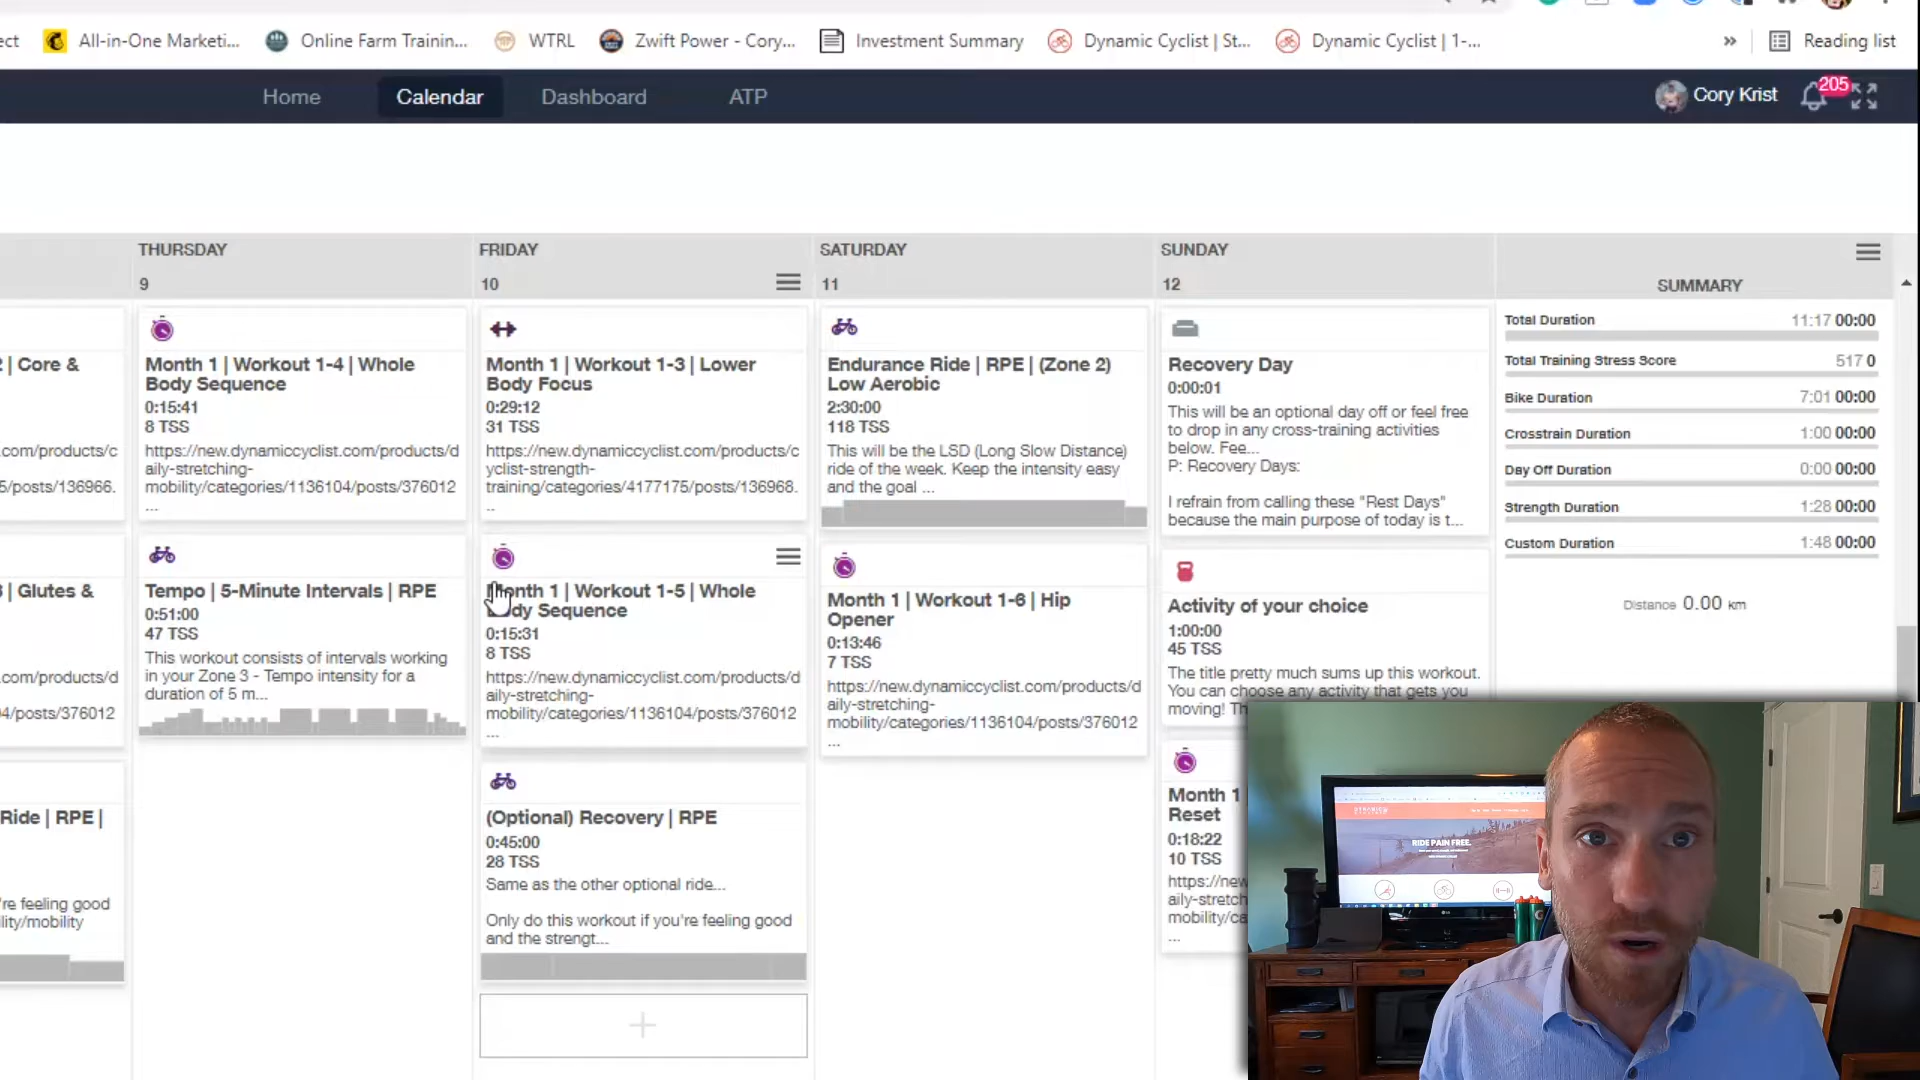 ect
All-in-One Marketi...
Online Farm Trainin...
WTRL
Zwift Power - Cory...
Investment Summary
Dynamic Cyclist | St...
Dynamic Cyclist | 1-...
»
Reading list
Home
Calendar
Dashboard
ATP
Cory Krist
205
THURSDAY
FRIDAY
SATURDAY
SUNDAY
9
10
11
12
SUMMARY
| Core &
.com/products/c
5/posts/136966.
| Glutes &
.com/products/d
4/posts/376012
Ride | RPE |
're feeling good
ility/mobility
Month 1 | Workout 1-4 | Whole
Body Sequence
0:15:41
8 TSS
https://new.dynamiccyclist.com/products/d
aily-stretching-
mobility/categories/1136104/posts/376012
...
Tempo | 5-Minute Intervals | RPE
0:51:00
47 TSS
This workout consists of intervals working
in your Zone 3 - Tempo intensity for a
duration of 5 m...
Month 1 | Workout 1-3 | Lower
Body Focus
0:29:12
31 TSS
https://new.dynamiccyclist.com/products/c
yclist-strength-
training/categories/4177175/posts/136968.
..
Month 1 | Workout 1-5 | Whole
Body Sequence
0:15:31
8 TSS
https://new.dynamiccyclist.com/products/d
aily-stretching-
mobility/categories/1136104/posts/376012
...
(Optional) Recovery | RPE
0:45:00
28 TSS
Same as the other optional ride...
Only do this workout if you're feeling good
and the strengt...
Endurance Ride | RPE | (Zone 2)
Low Aerobic
2:30:00
118 TSS
This will be the LSD (Long Slow Distance)
ride of the week. Keep the intensity easy
and the goal ...
Month 1 | Workout 1-6 | Hip
Opener
0:13:46
7 TSS
https://new.dynamiccyclist.com/products/d
aily-stretching-
mobility/categories/1136104/posts/376012
...
Recovery Day
0:00:01
This will be an optional day off or feel free
to drop in any cross-training activities
below. Fee...
P: Recovery Days:
I refrain from calling these "Rest Days"
because the main purpose of today is t...
Activity of your choice
1:00:00
45 TSS
The title pretty much sums up this workout.
You can choose any activity that gets you
moving! Th
Month 1
Reset
0:18:22
10 TSS
https://new
aily-stretch
mobility/ca
...
Total Duration 11:17 00:00
Total Training Stress Score 517 0
Bike Duration 7:01 00:00
Crosstrain Duration 1:00 00:00
Day Off Duration 0:00 00:00
Strength Duration 1:28 00:00
Custom Duration 1:48 00:00
Distance 0.00 km
RIDE PAIN FREE.